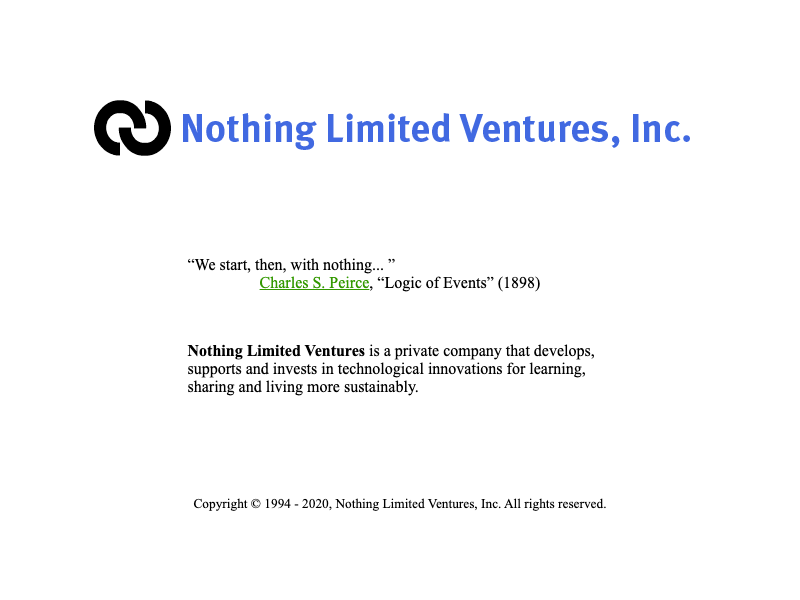 Nothing Limited Ventures, Inc.
“We start, then, with nothing... ”
Charles S. Peirce, “Logic of Events” (1898)
Nothing Limited Ventures is a private company that develops,
supports and invests in technological innovations for learning,
sharing and living more sustainably.
Copyright © 1994 - 2020, Nothing Limited Ventures, Inc. All rights reserved.